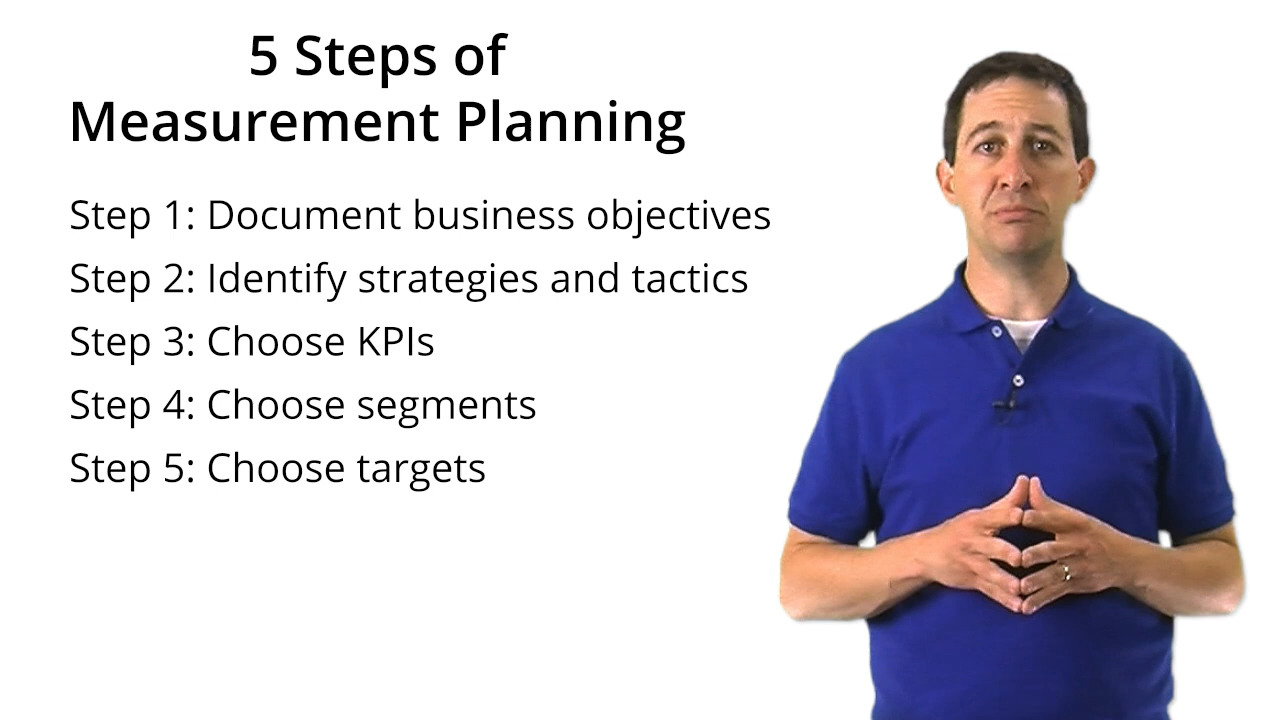 5 Steps of
Measurement Planning
Step 1: Document business objectives
Step 2: Identify strategies and tactics
Step 3: Choose KPIs
Step 4: Choose segments
Step 5: Choose targets